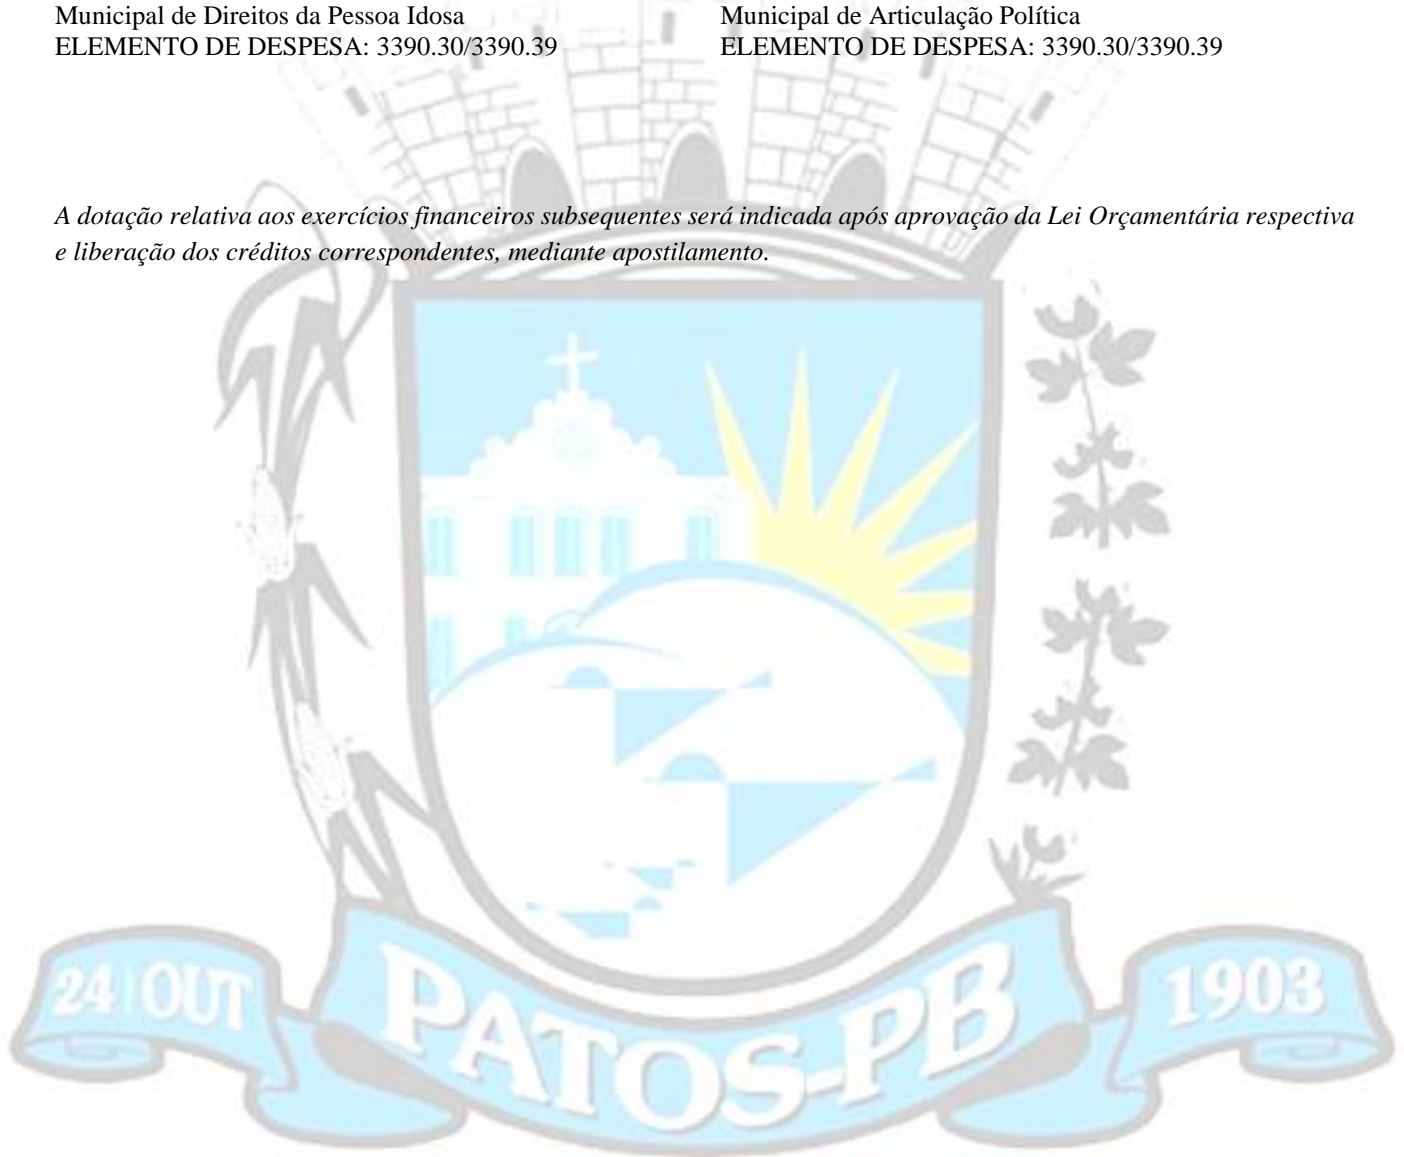 Municipal de Direitos da Pessoa Idosa
ELEMENTO DE DESPESA: 3390.30/3390.39
Municipal de Articulação Política
ELEMENTO DE DESPESA: 3390.30/3390.39
A dotação relativa aos exercícios financeiros subsequentes será indicada após aprovação da Lei Orçamentária respectiva
e liberação dos créditos correspondentes, mediante apostilamento.
24 OUT
PATOS-PB
1903